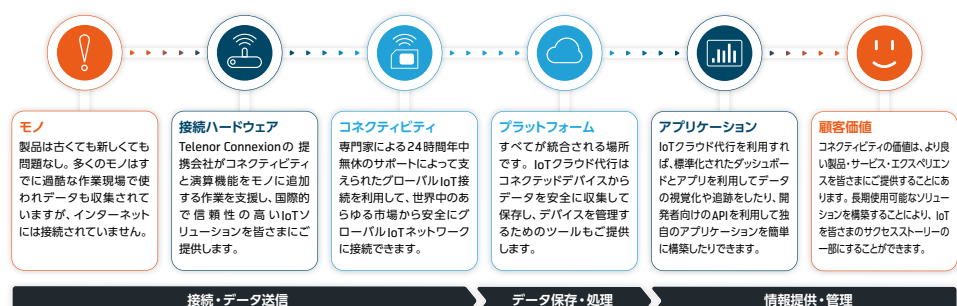 モノ
製品は古くても新しくても
問題なし。多くのモノはす
でに過酷な作業現場で使
われデータも収集されて
いますが、インターネット
には接続されていません。
接続ハードウェア
Telenor Connexionの 提
携会社がコネクティビティ
と演算機能をモノに追加
する作業を支援し、国際的
で信頼性の高いIoTソ
リューションを皆さまにご
提供します。
コネクティビティ
専門家による24時間年中
無休のサポートによって支
えられたグローバルIoT接
続を利用して、世界中のあ
らゆる市場から安全にグ
ローバルIoTネットワーク
に接続できます。
プラットフォーム
すべてが統合される場所
です。IoTクラウド代行は
コネクテッドデバイスから
データを安全に収集して
保存し、デバイスを管理す
るためのツールもご提供
します。
アプリケーション
IoTクラウド代行を利用すれ
ば、標準化されたダッシュボー
ドとアプリを利用してデータ
の視覚化や追跡をしたり、開
発者向けのAPIを利用して独
自のアプリケーションを簡単
に構築したりできます。
顧客価値
コネクティビティの価値は、より良
い製品・サービス・エクスペリエン
スを皆さまにご提供することにあ
ります。長期使用可能なソリュー
ションを構築することにより、IoT
を皆さまのサクセスストーリーの
一部にすることができます。
接続・データ送信
データ保存・処理
情報提供・管理